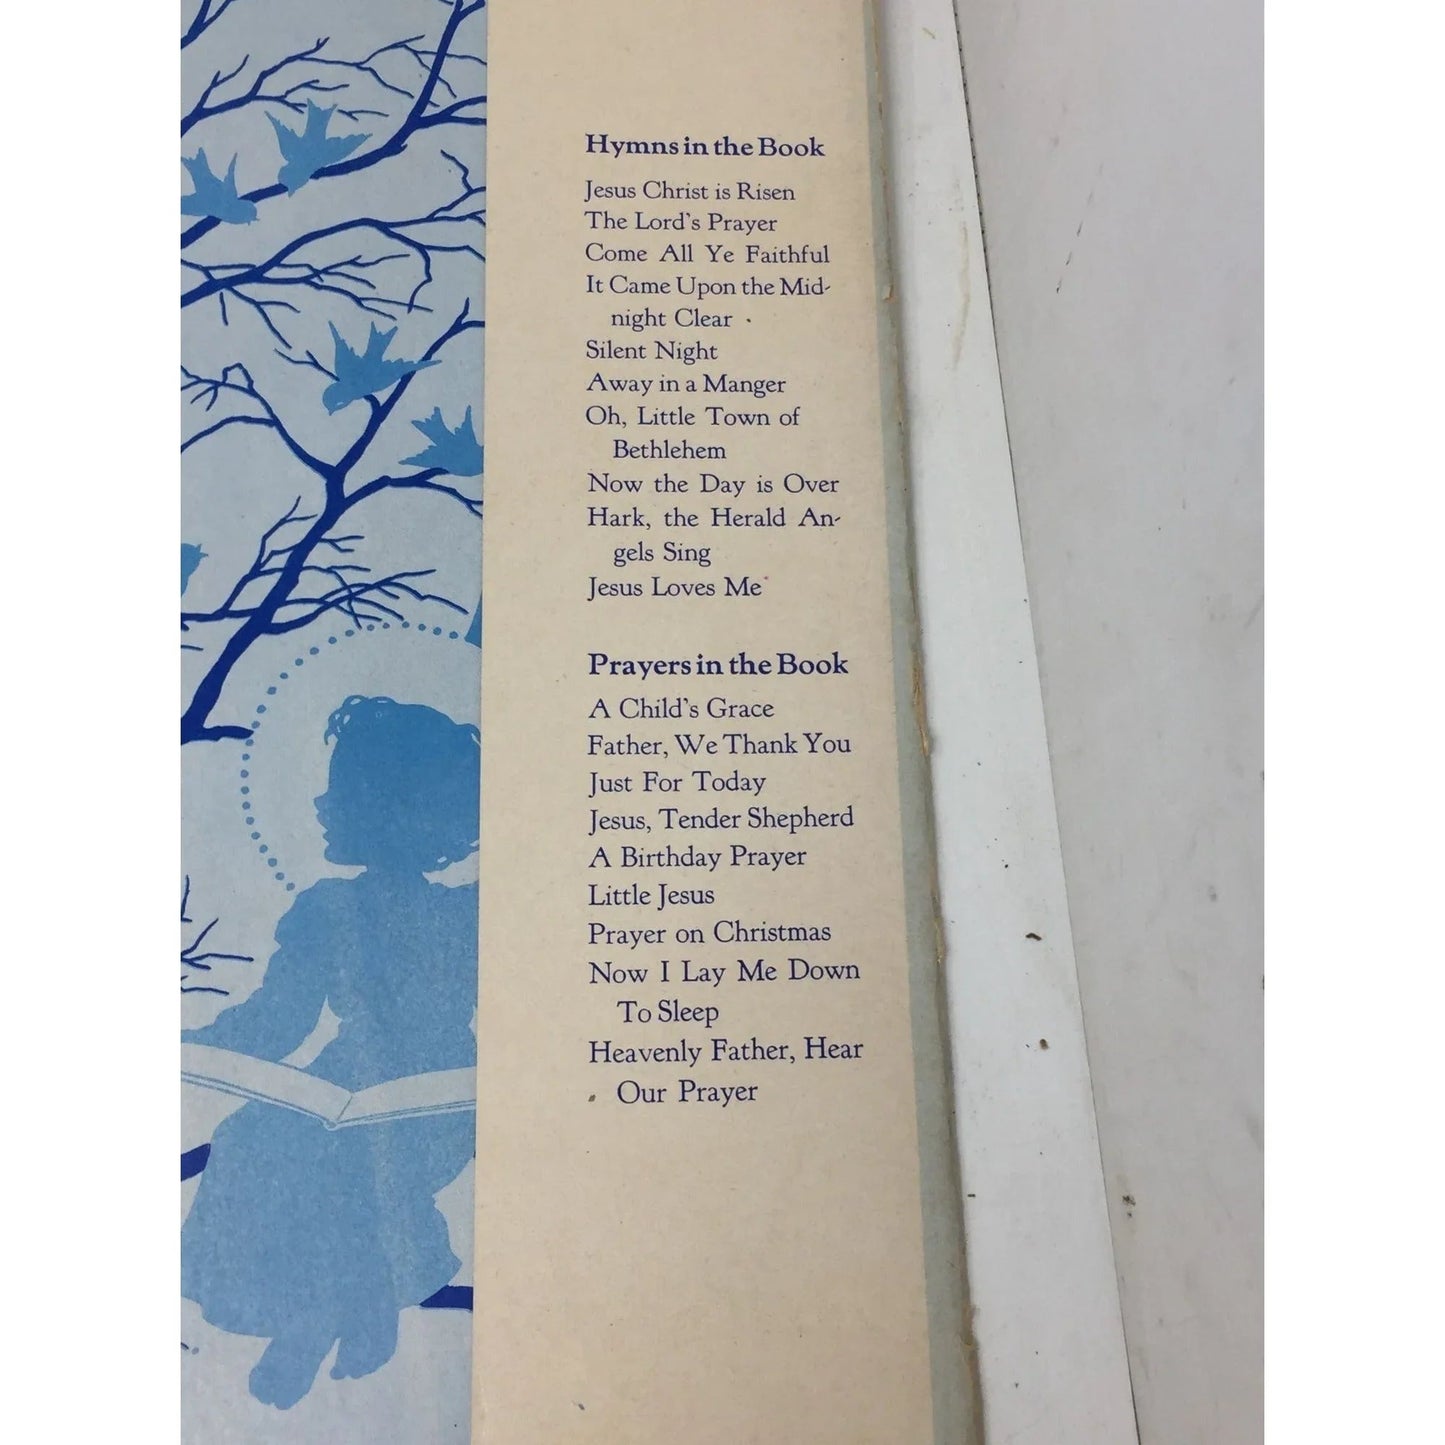 Hymns in the Book
Jesus Christ is Risen
The Lord's Prayer
Come All Ye Faithful
It Came Upon the Mid-
night Clear
Silent Night
Away in a Manger
Oh, Little Town of
Bethlehem
Now the Day is Over
Hark, the Herald An-
gels Sing
Jesus Loves Me
Prayers in the Book
A Child's Grace
Father, We Thank You
Just For Today
Jesus, Tender Shepherd
A Birthday Prayer
Little Jesus
Prayer on Christmas
Now I Lay Me Down
To Sleep
Heavenly Father, Hear
Our Prayer